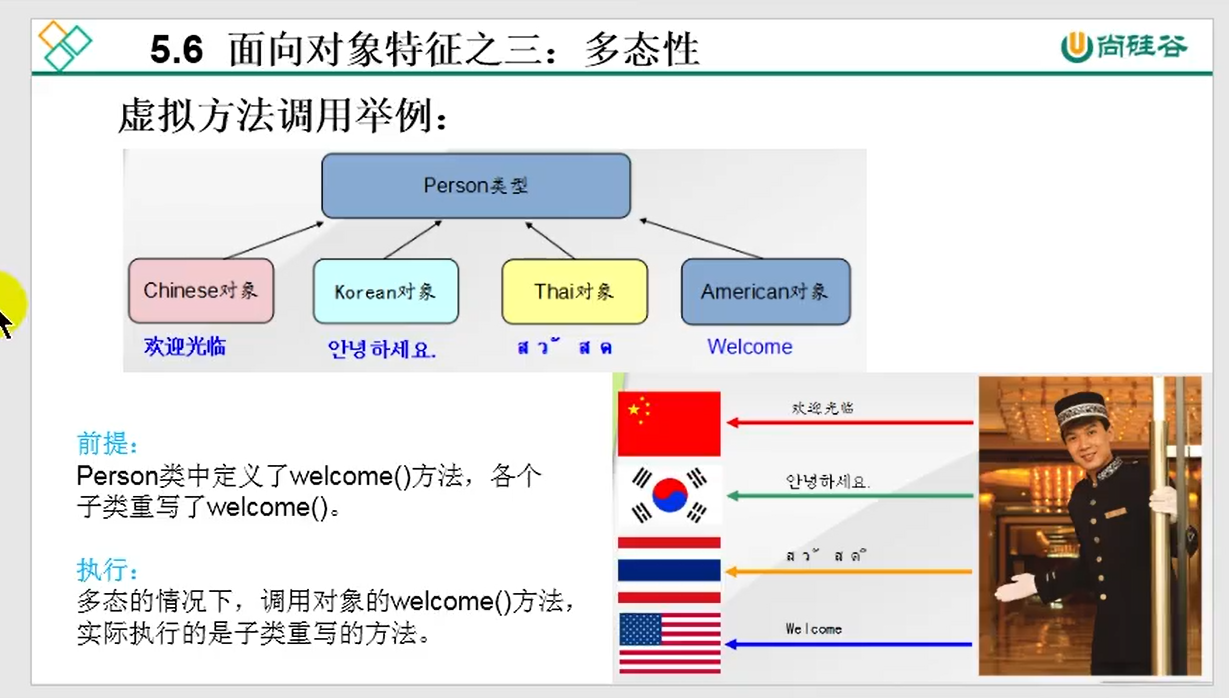 5.6 面向对象特征之三：多态性
尚硅谷
虚拟方法调用举例：
Person类型
Chinese对象
Korean对象
Thai对象
American对象
欢迎光临
안녕하세요.
ส ว ั ส ด
Welcome
前提：
Person类中定义了welcome()方法，各个
子类重写了welcome()。
执行：
多态的情况下，调用对象的welcome()方法，
实际执行的是子类重写的方法。
欢迎光临
안녕하세요.
ส ว ั ส ด ี
Welcome